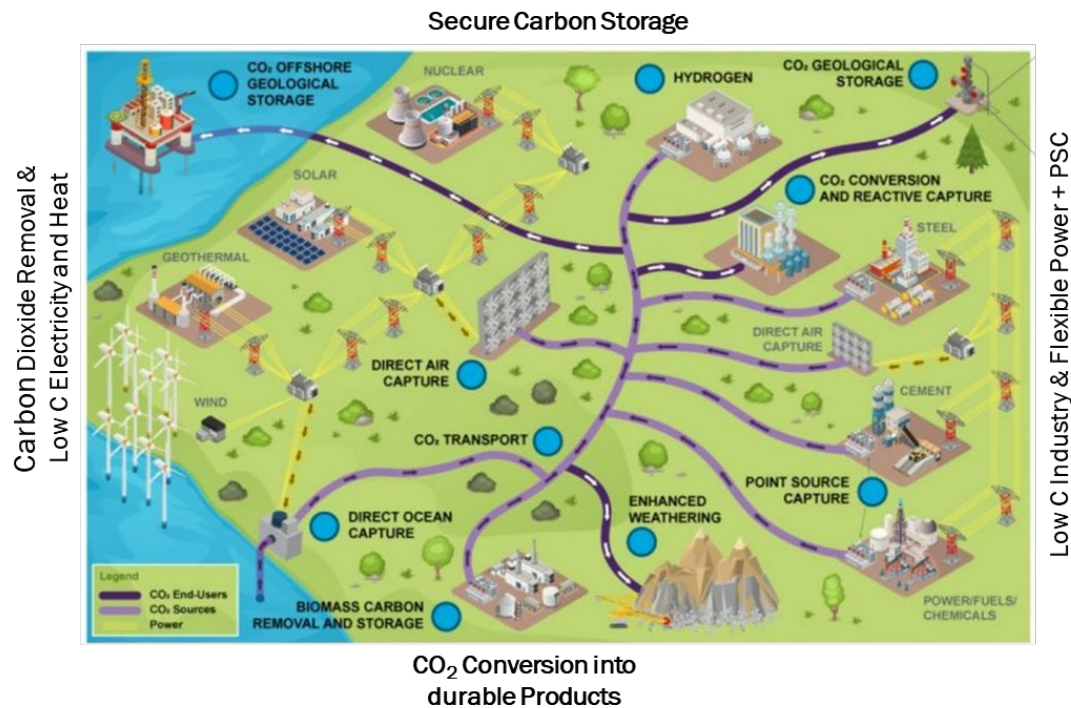 Secure Carbon Storage
CO₂ OFFSHORE
GEOLOGICAL
STORAGE
NUCLEAR
HYDROGEN
CO₂ GEOLOGICAL
STORAGE
Carbon Dioxide Removal &
Low C Electricity and Heat
Low C Industry & Flexible Power + PSC
SOLAR
CO₂ CONVERSION
AND REACTIVE CAPTURE
STEEL
GEOTHERMAL
DIRECT AIR
CAPTURE
DIRECT AIR
CAPTURE
CEMENT
WIND
CO₂ TRANSPORT
POINT SOURCE
CAPTURE
ENHANCED
WEATHERING
DIRECT OCEAN
CAPTURE
Legend
CO₂ End-Users
CO₂ Sources
Power
BIOMASS CARBON
REMOVAL AND STORAGE
POWER/FUELS/
CHEMICALS
CO₂ Conversion into
durable Products